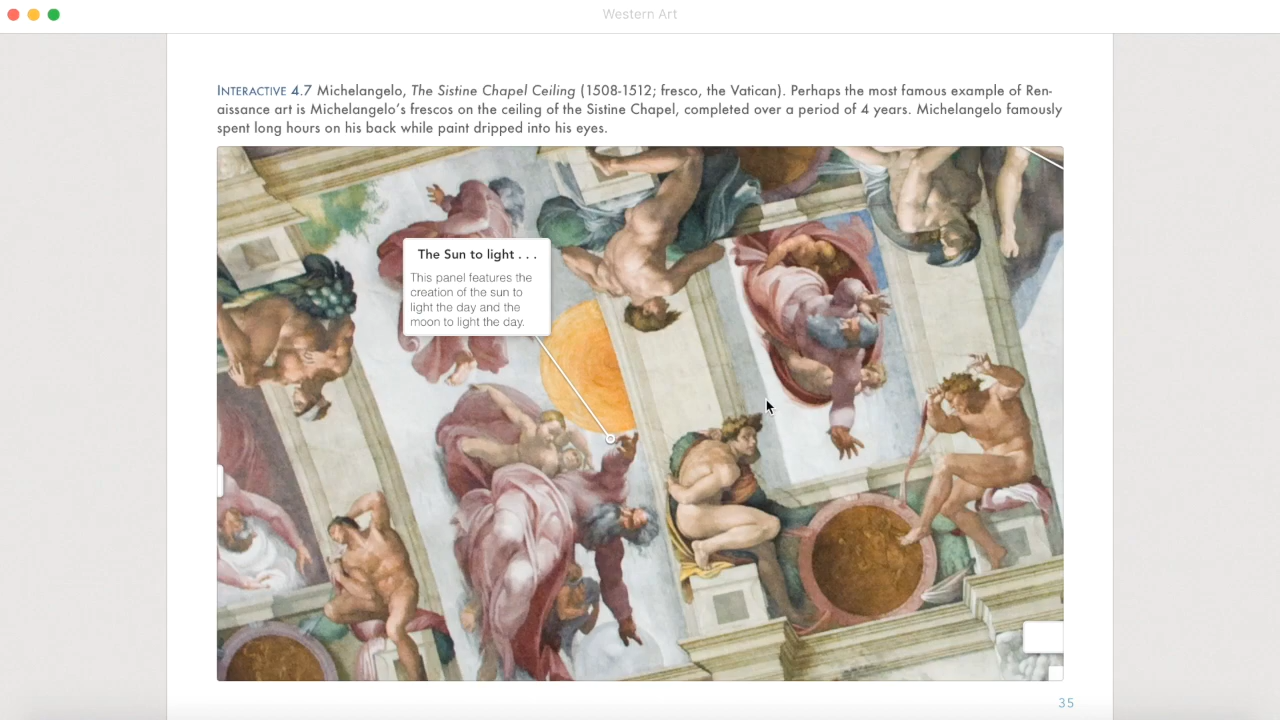 Western Art
INTERACTIVE 4.7 Michelangelo, The Sistine Chapel Ceiling (1508-1512; fresco, the Vatican). Perhaps the most famous example of Ren-
aissance art is Michelangelo's frescos on the ceiling of the Sistine Chapel, completed over a period of 4 years. Michelangelo famously
spent long hours on his back while paint dripped into his eyes.
The Sun to light . . .
This panel features the
creation of the sun to
light the day and the
moon to light the day.
35